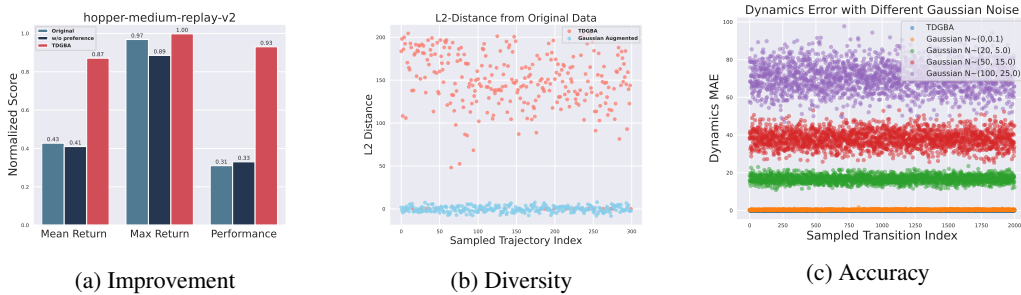 hopper-medium-replay-v2
Normalized Score
1.0
0.8
0.6
0.4
0.2
0.0
Original
w/o preference
TDGBA
0.43
0.41
0.87
0.97
0.89
1.00
0.31
0.33
0.93
Mean Return
Max Return
Performance
(a) Improvement
L2-Distance from Original Data
L2 Distance
200
150
100
50
0
TDGBA
Gaussian Augmented
0
50
100
150
200
250
300
Sampled Trajectory Index
(b) Diversity
Dynamics Error with Different Gaussian Noise
Dynamics MAE
100
80
60
40
20
0
TDGBA
Gaussian N~(0,0.1)
Gaussian N~(20, 5.0)
Gaussian N~(50, 15.0)
Gaussian N~(100, 25.0)
0
250
500
750
1000
1250
1500
1750
2000
Sampled Transition Index
(c) Accuracy